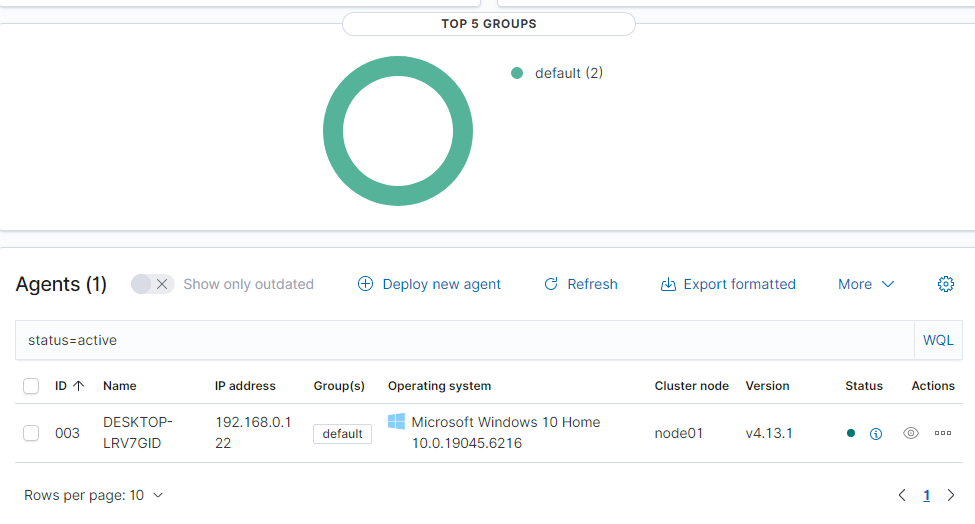 TOP 5 GROUPS
default (2)
Agents (1)
Show only outdated
Deploy new agent
Refresh
Export formatted
More
status=active
WQL
ID
Name
IP address
Group(s)
Operating system
Cluster node
Version
Status
Actions
003
DESKTOP-
LRV7GID
192.168.0.1
22
default
Microsoft Windows 10 Home
10.0.19045.6216
node01
v4.13.1
Rows per page: 10
1